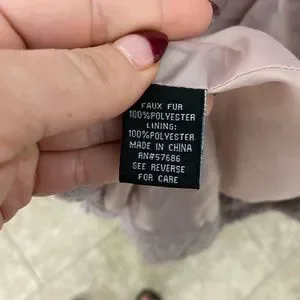 FAUX FUR
100%POLYESTER
LINING:
100%POLYESTER
MADE IN CHINA
RN#57686
SEE REVERSE
FOR CARE